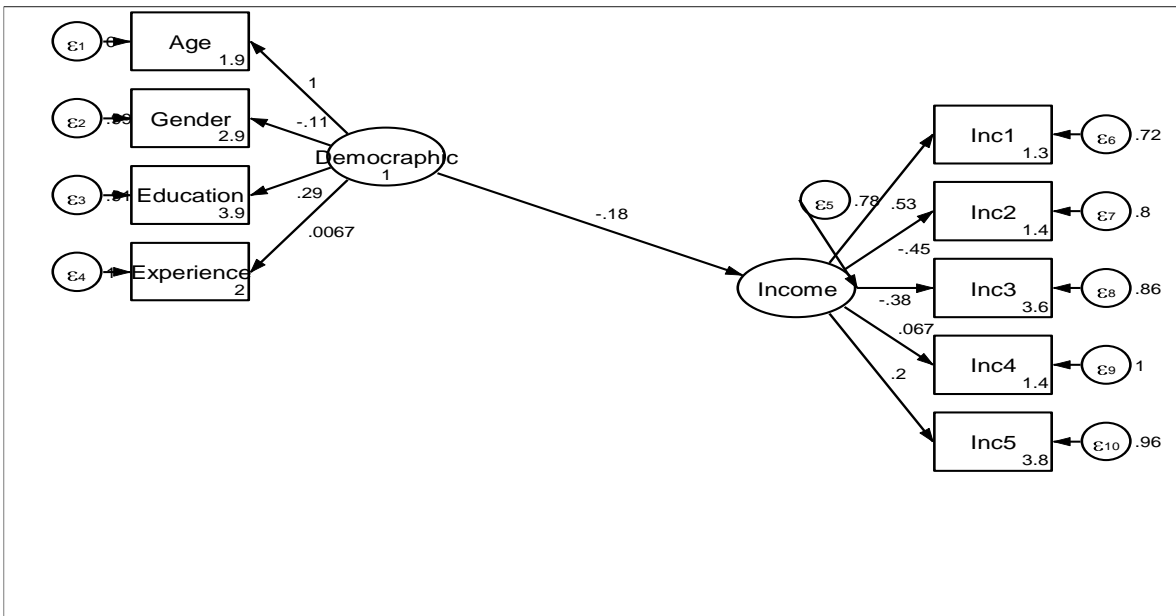 ε1
Age
1.9
1
ε2
Gender
2.9
-.11
ε3
Education
3.9
.29
ε4
Experience
2
.0067
Democraphic
1
-.18
ε5
.78
Income
.53
Inc1
1.3
ε6
.72
-.45
Inc2
1.4
ε7
.8
-.38
Inc3
3.6
ε8
.86
.067
Inc4
1.4
ε9
1
.2
Inc5
3.8
ε10
.96